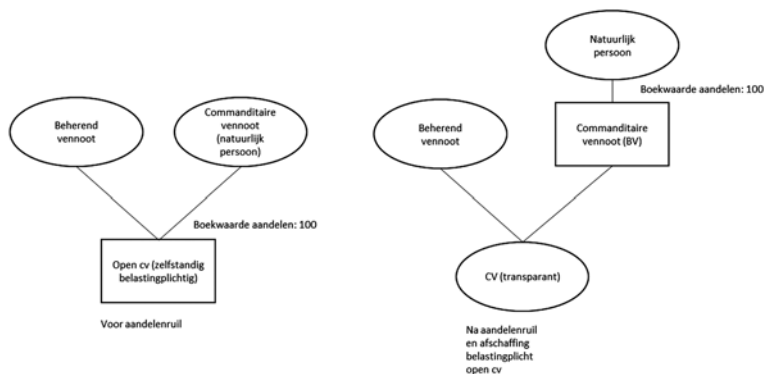 Beherend
vennoot
Commanditaire
vennoot
(natuurlijk
persoon)
Boekwaarde aandelen: 100
Open cv (zelfstandig
belastingplichtig)
Voor aandelenruil
Natuurlijk
persoon
Boekwaarde aandelen: 100
Beherend
vennoot
Commanditaire
vennoot (BV)
CV (transparant)
Na aandelenruil
en afschaffing
belastingplicht
open cv